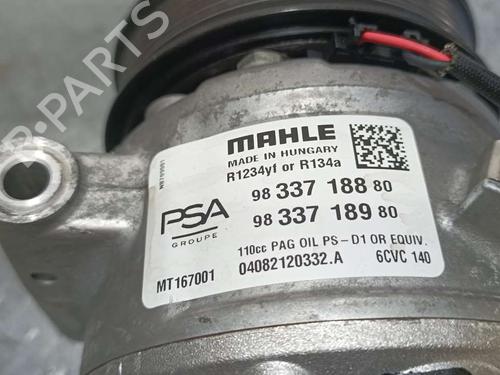 MAHLE
MADE IN HUNGARY
R1234yf or R134a
98 337 188 80
98 337 189 80
PSA
GROUPE
110cc PAG OIL PS-D1 OR EQUIV.
MT167001 04082120332.A 6CVC 140
B-PARTS